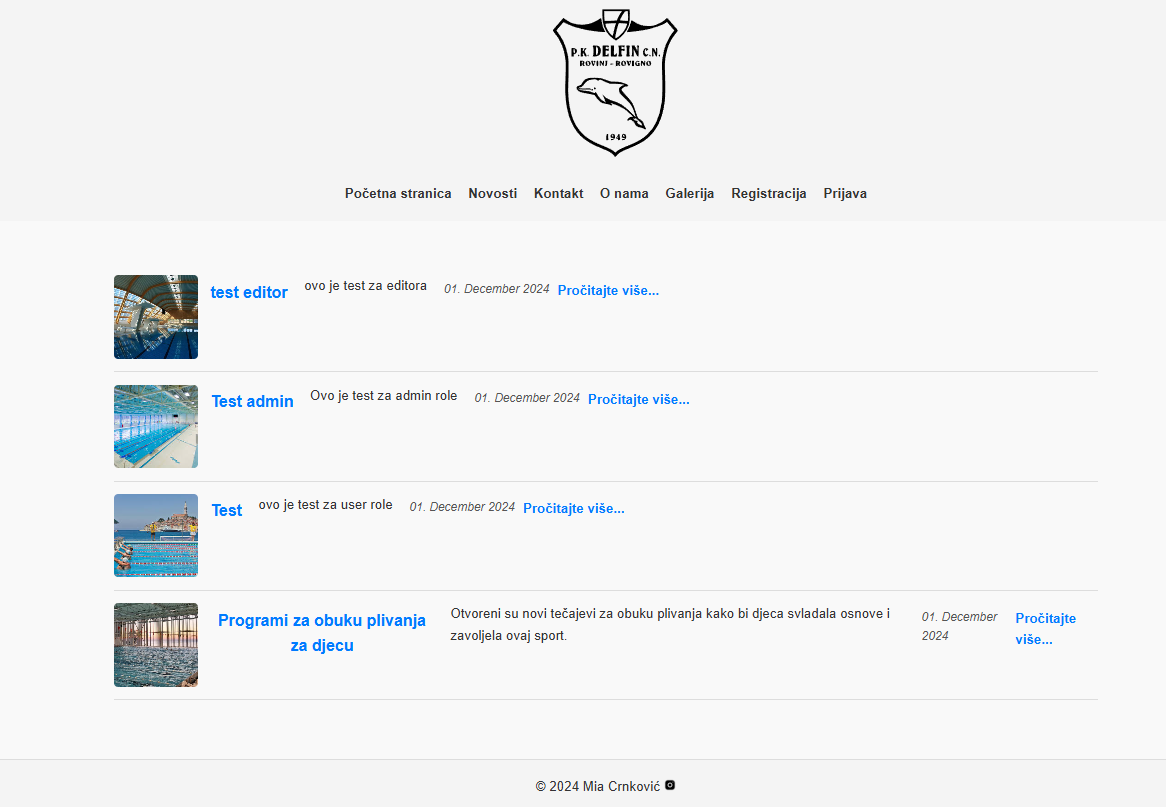 P.K. DELFIN C.N.
ROVINJ - ROVIGNO
1949
Početna stranica Novosti Kontakt O nama Galerija Registracija Prijava
test editor ovo je test za editora 01. December 2024 Pročitajte više...
Test admin Ovo je test za admin role 01. December 2024 Pročitajte više...
Test ovo je test za user role 01. December 2024 Pročitajte više...
Programi za obuku plivanja
za djecu
Otvoreni su novi tečajevi za obuku plivanja kako bi djeca svladala osnove i
zavoljela ovaj sport.
01. December
2024
Pročitajte
više...
© 2024 Mia Crnković